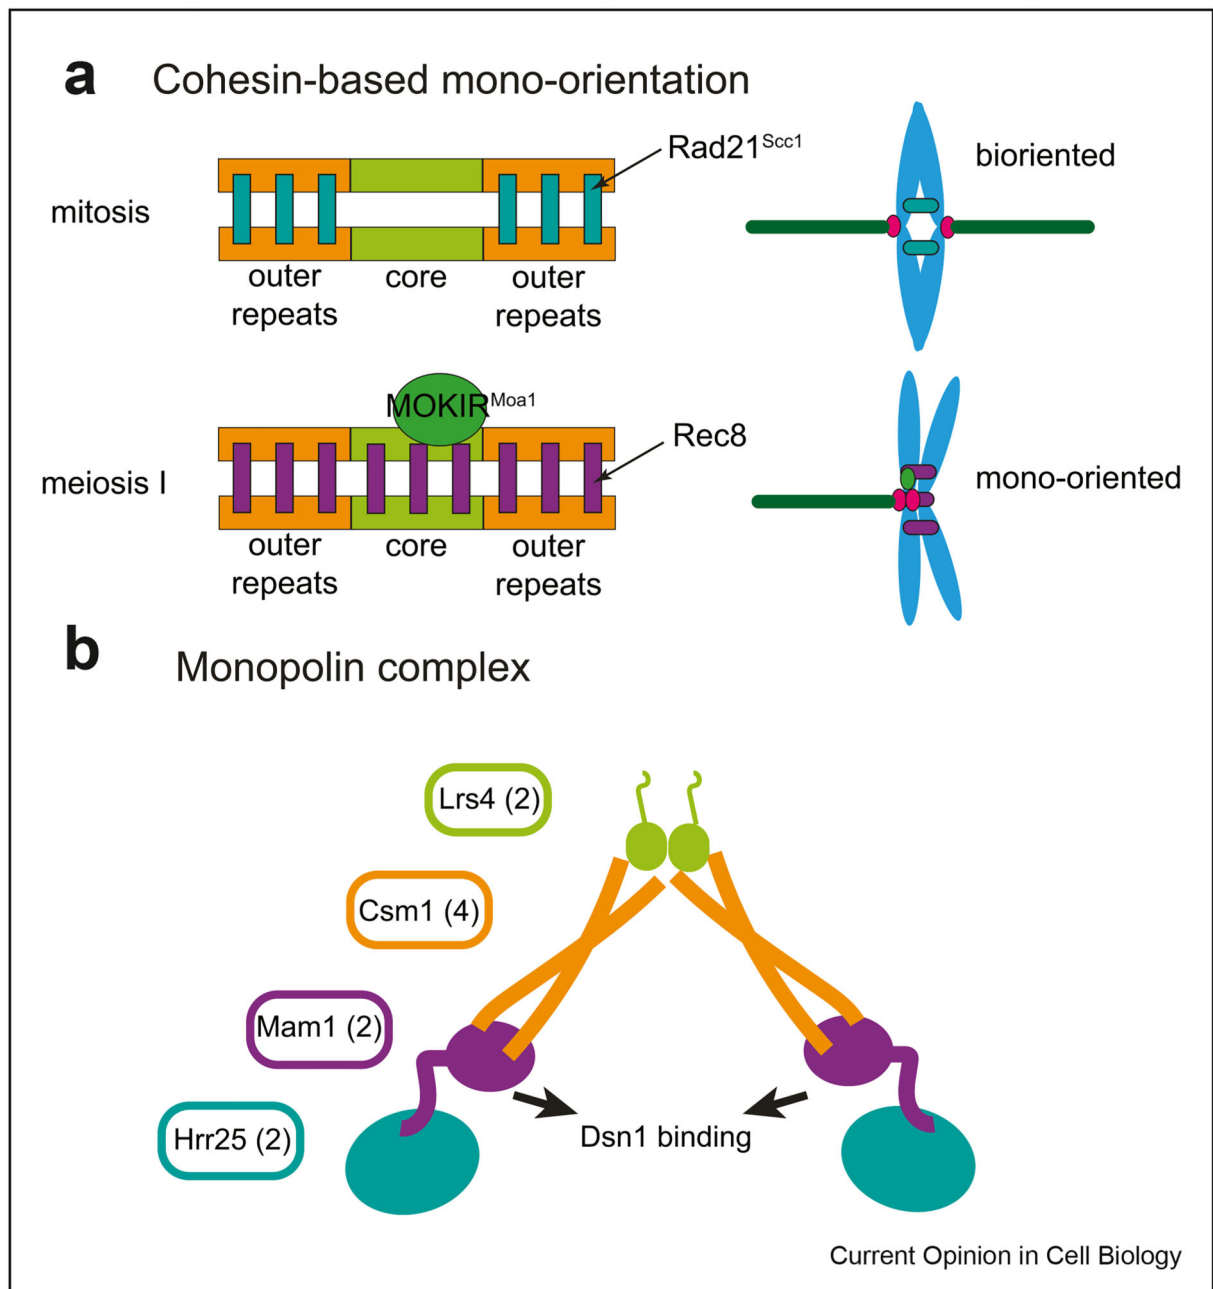 a Cohesin-based mono-orientation
Rad21Scc1
bioriented
mitosis
outer repeats
core
outer repeats
MOKIRMoa1
Rec8
meiosis I
mono-oriented
outer repeats
core
outer repeats
b Monopolin complex
Lrs4 (2)
Csm1 (4)
Mam1 (2)
Hrr25 (2)
Dsn1 binding
Current Opinion in Cell Biology